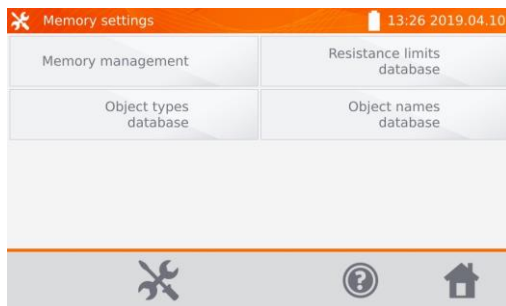 Memory settings
13:26 2019.04.10
Memory management
Resistance limits
database
Object types
database
Object names
database